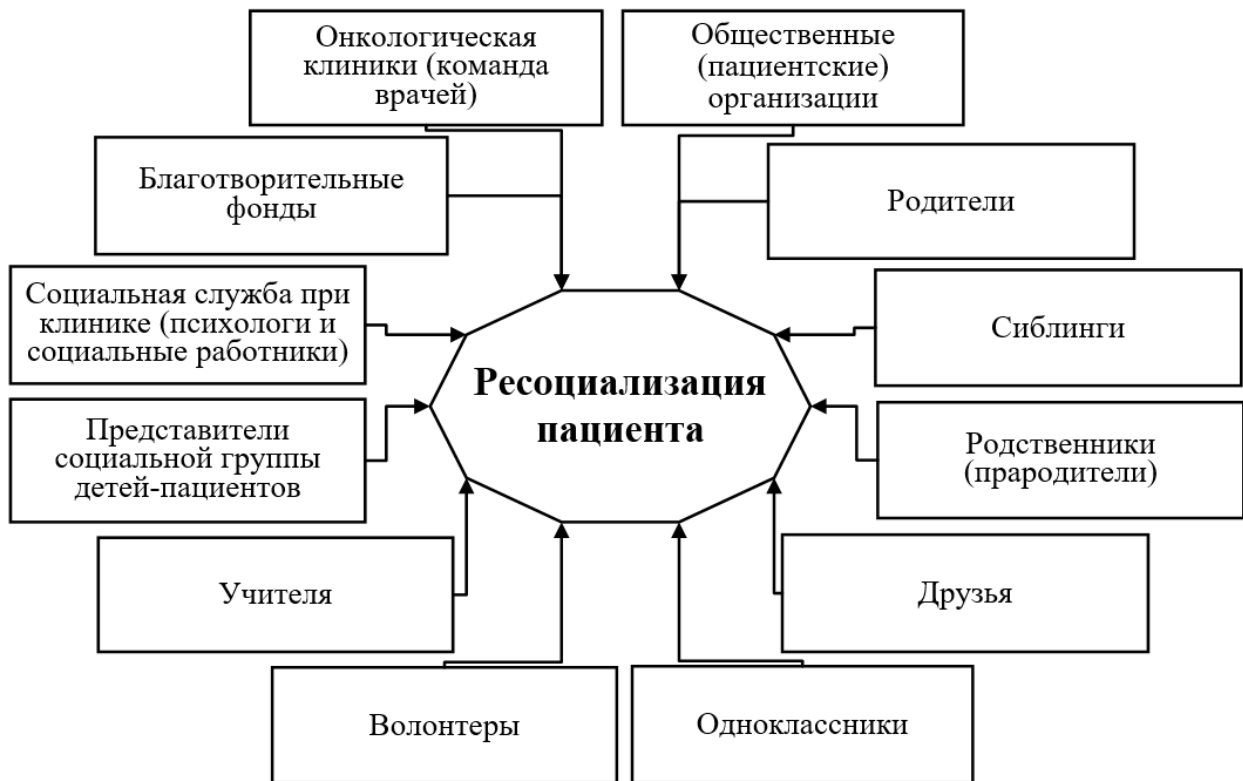 Онкологическая
клиники (команда
врачей)
Общественные
(пациентские)
организации
Благотворительные
фонды
Родители
Социальная служба при
клинике (психологи и
социальные работники)
Сиблинги
Ресоциализация
пациента
Представители
социальной группы
детей-пациентов
Родственники
(прародители)
Учителя
Друзья
Волонтеры
Одноклассники